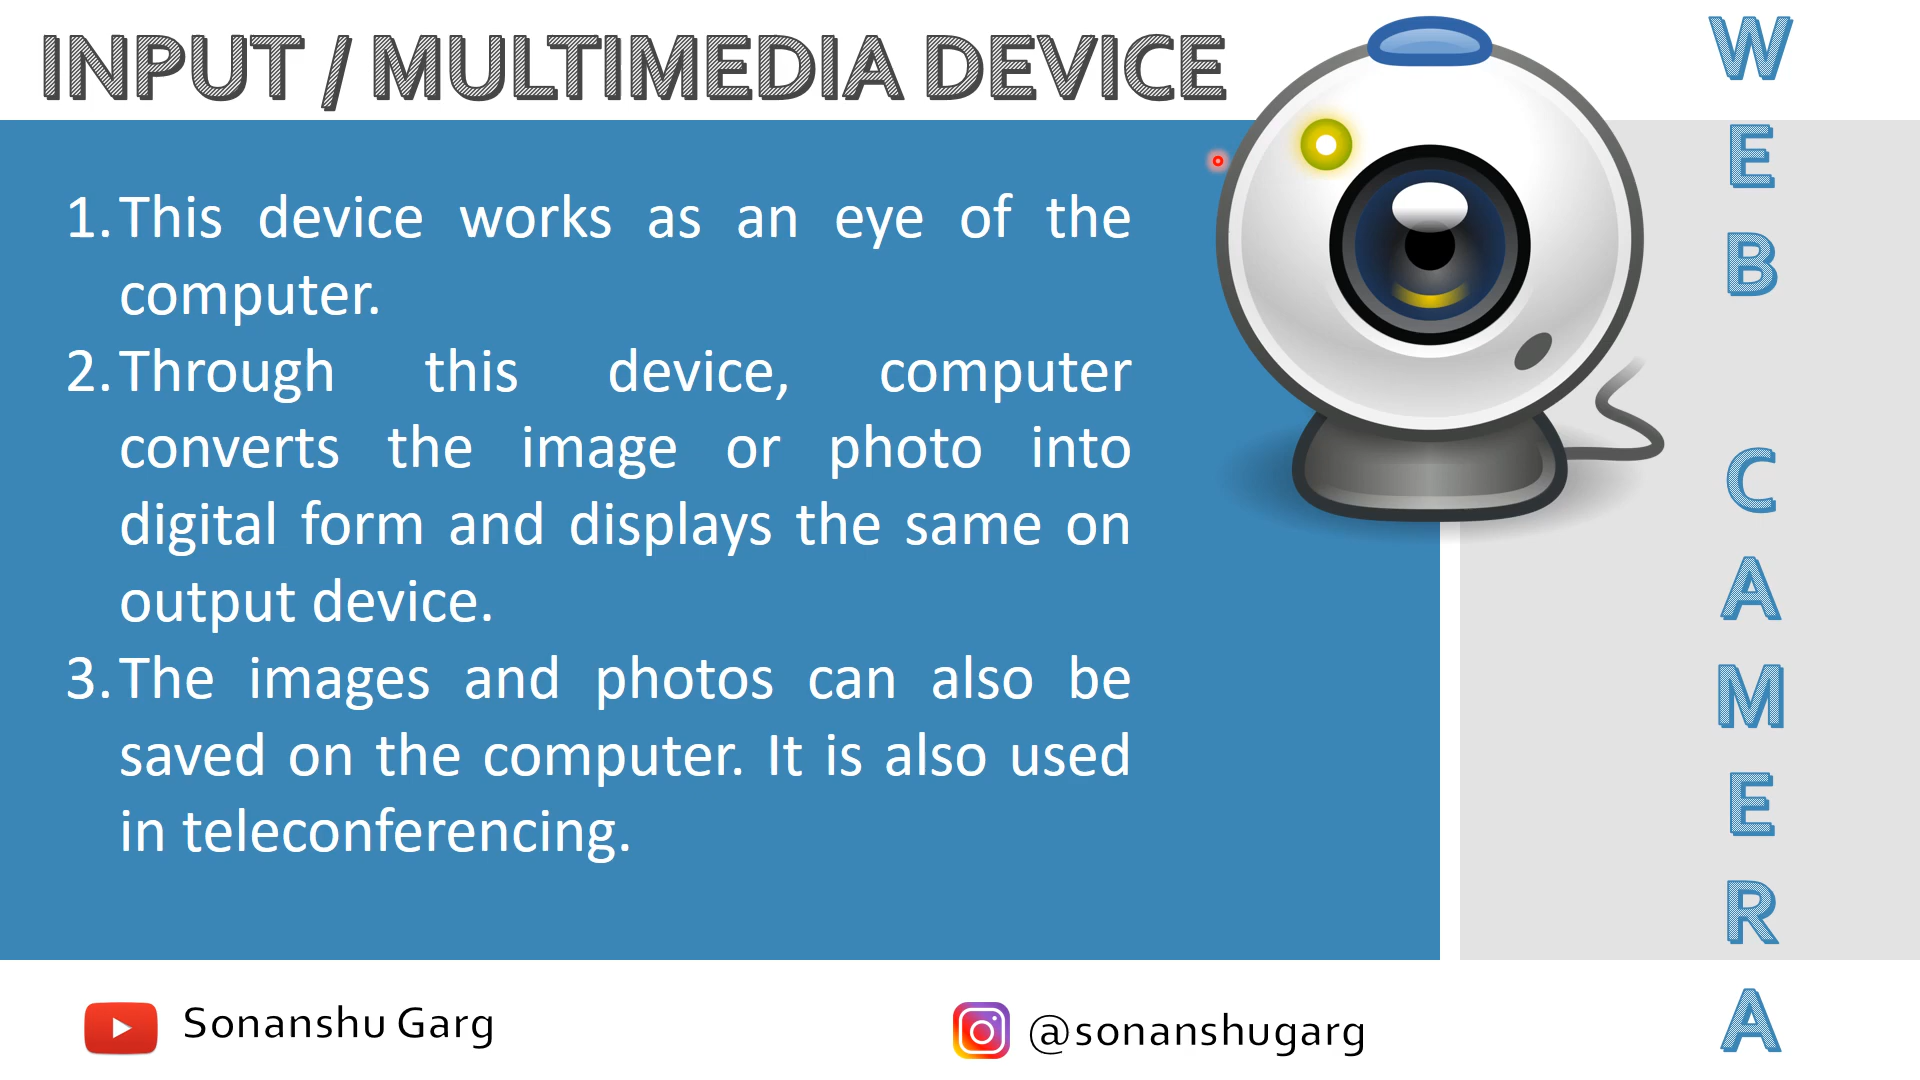 INPUT / MULTIMEDIA DEVICE
1. This device works as an eye of the
computer.
2. Through this device, computer
converts the image or photo into
digital form and displays the same on
output device.
3. The images and photos can also be
saved on the computer. It is also used
in teleconferencing.
WEB CAMERA
Sonanshu Garg
@sonanshugarg